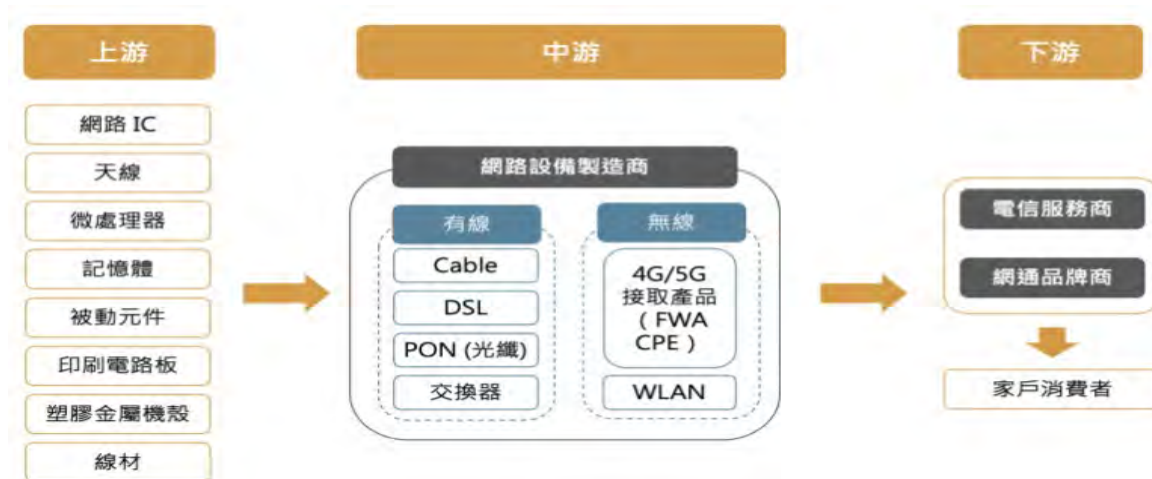 上游
網路 IC
天線
微處理器
記憶體
被動元件
印刷電路板
塑膠金屬機殼
線材
中游
網路設備製造商
有線
Cable
DSL
PON (光纖)
交換器
無線
4G/5G
接取產品
（FWA
CPE）
WLAN
下游
電信服務商
網通品牌商
家戶消費者